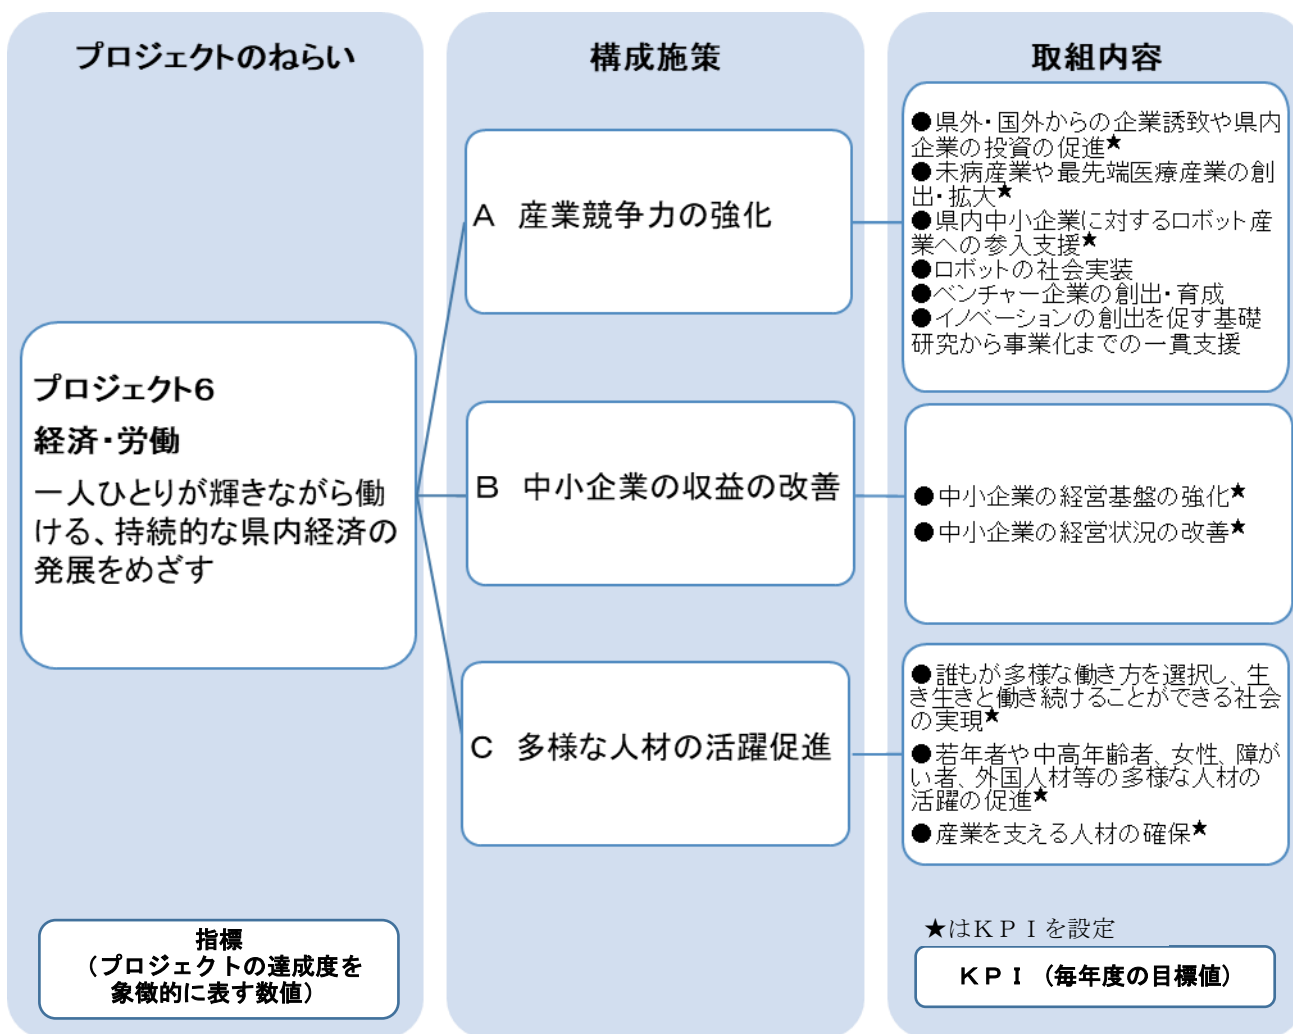 プロジェクトのねらい
プロジェクト6
経済・労働
一人ひとりが輝きながら働
ける、持続的な県内経済の
発展をめざす
指標
（プロジェクトの達成度を
象徴的に表す数値）
構成施策
A 産業競争力の強化
B 中小企業の収益の改善
C 多様な人材の活躍促進
取組内容
●県外・国外からの企業誘致や県内
企業の投資の促進★
●未病産業や最先端医療産業の創
出・拡大★
●県内中小企業に対するロボット産
業への参入支援★
●ロボットの社会実装
●ベンチャー企業の創出・育成
●イノベーションの創出を促す基礎
研究から事業化までの一貫支援
●中小企業の経営基盤の強化★
●中小企業の経営状況の改善★
●誰もが多様な働き方を選択し、生
き生きと働き続けることができる社会
の実現★
●若年者や中高年齢者、女性、障が
い者、外国人材等の多様な人材の
活躍の促進★
●産業を支える人材の確保★
★はＫＰＩを設定
ＫＰＩ（毎年度の目標値）